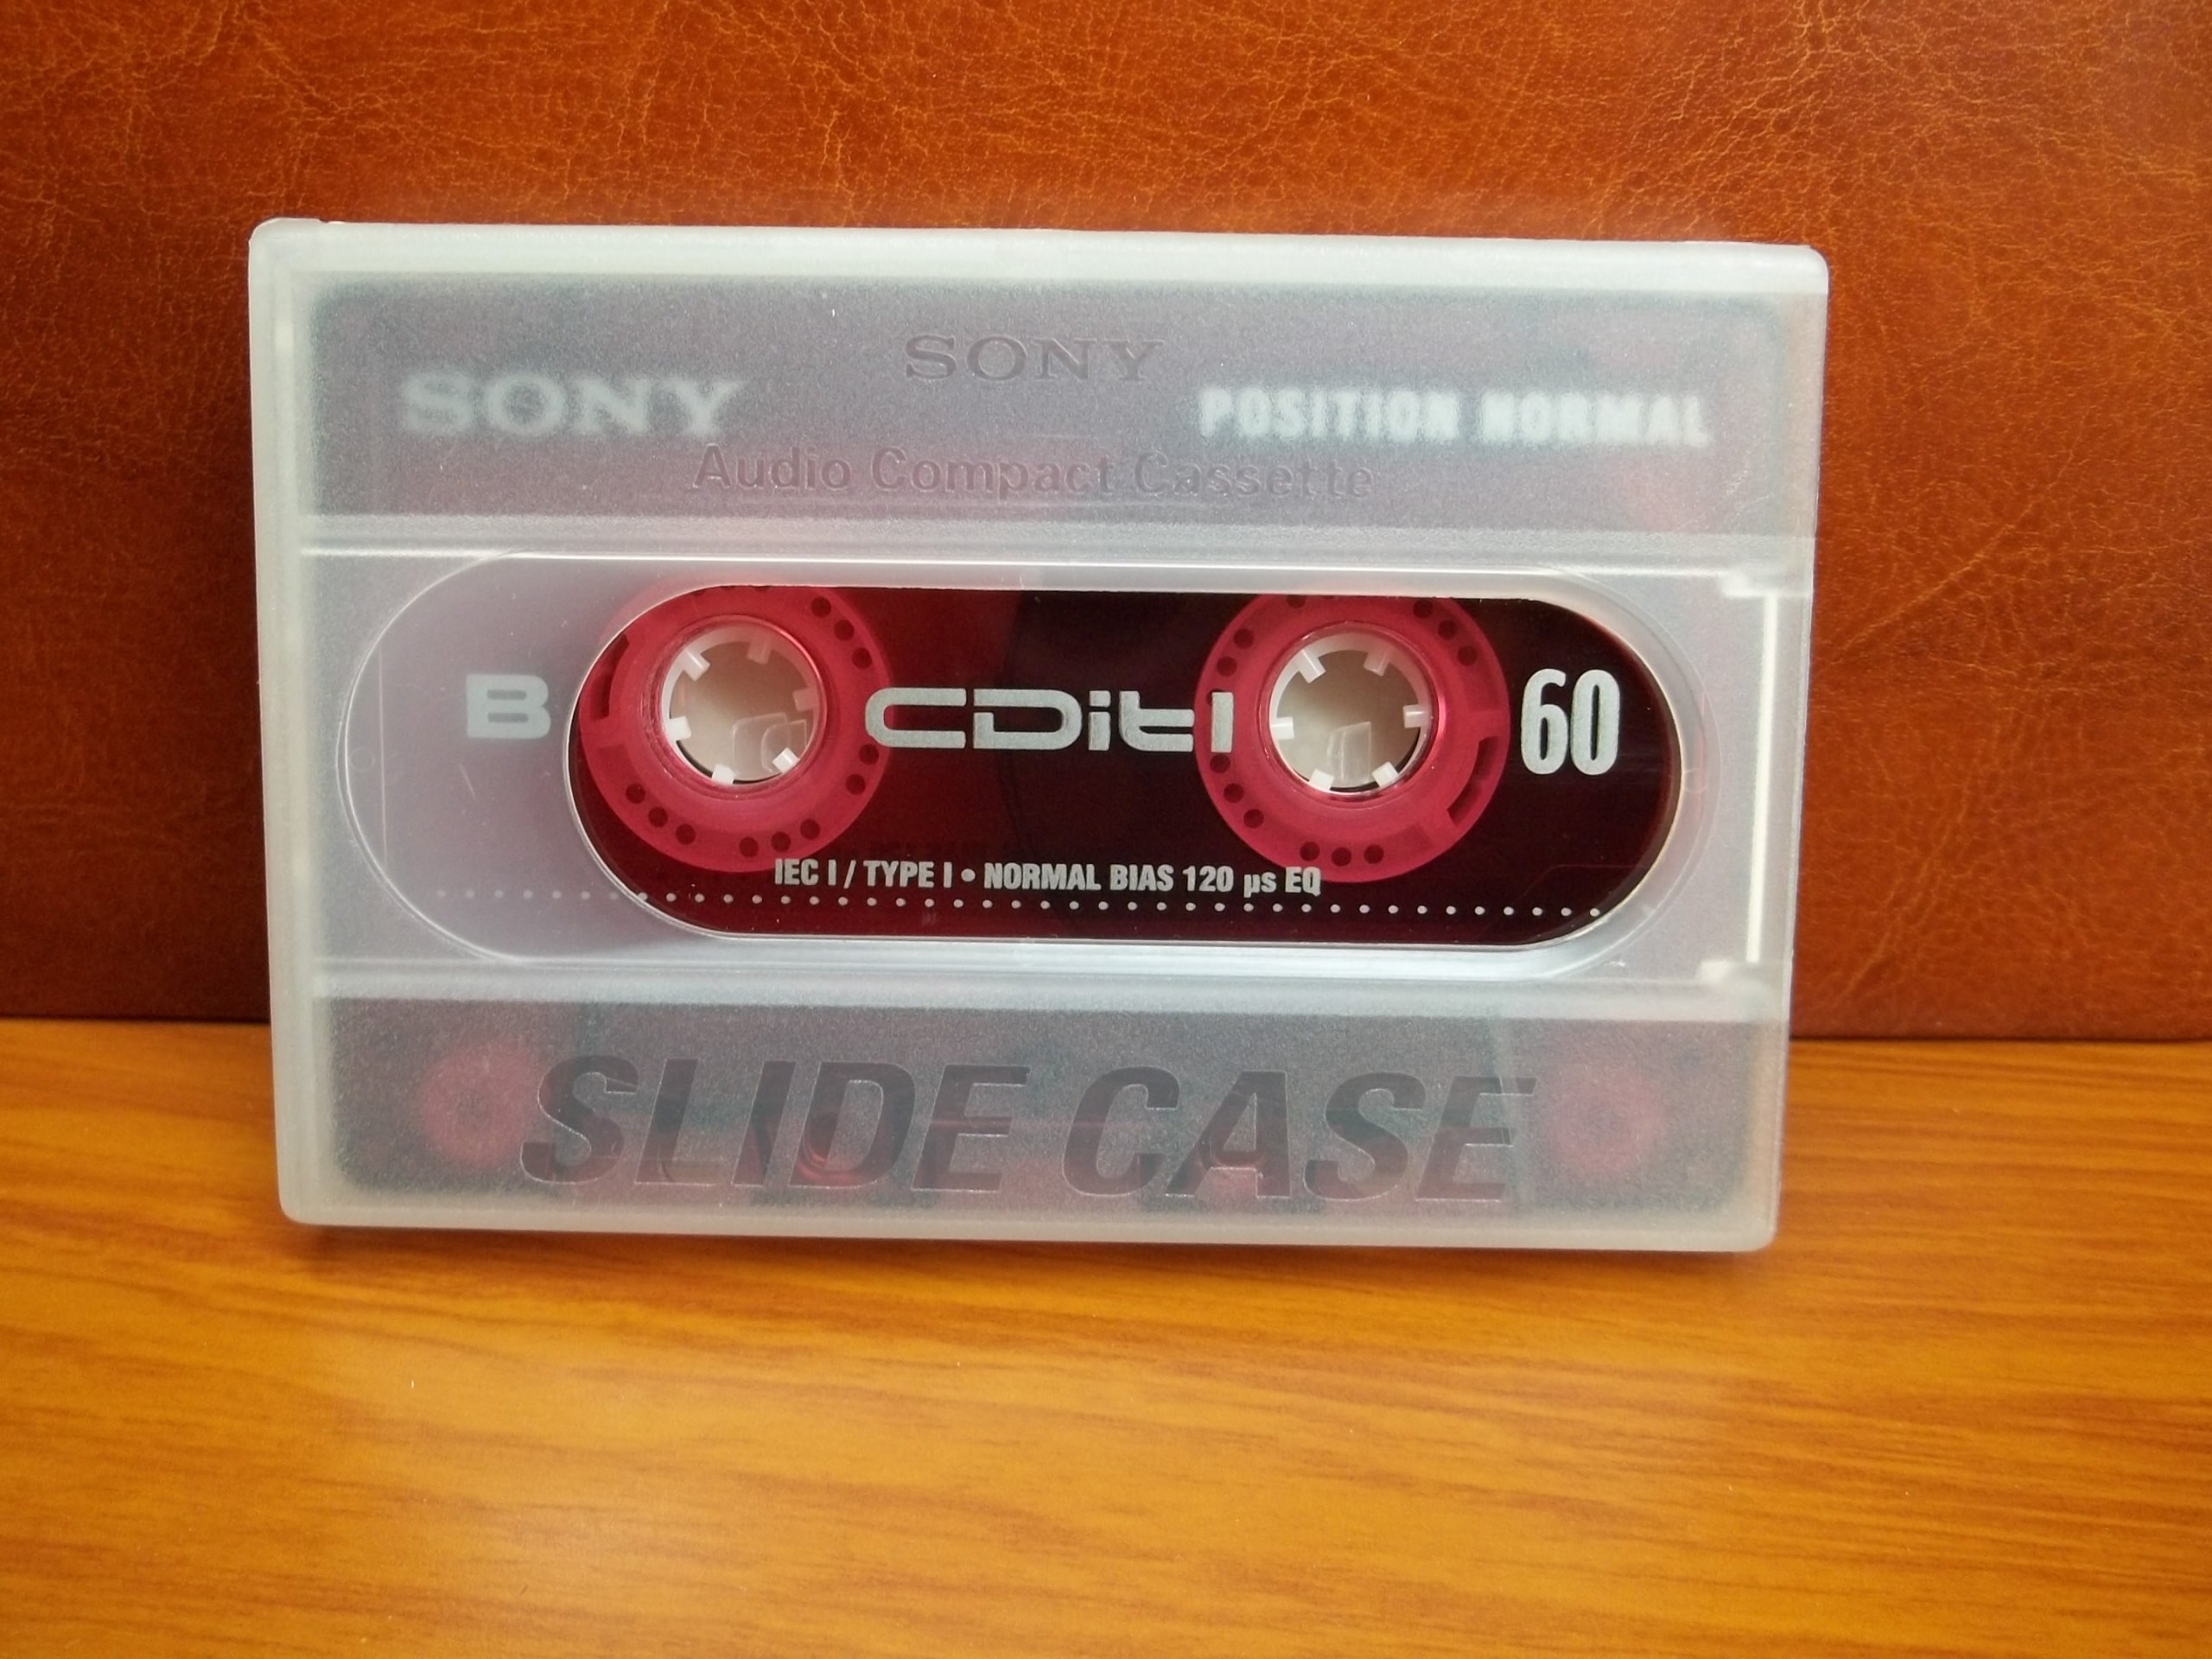 SONY
SONY POSITION NORMAL
Audio Compact Cassette
B CDit I 60
IEC I / TYPE I • NORMAL BIAS 120 µs EQ
SLIDE CASE